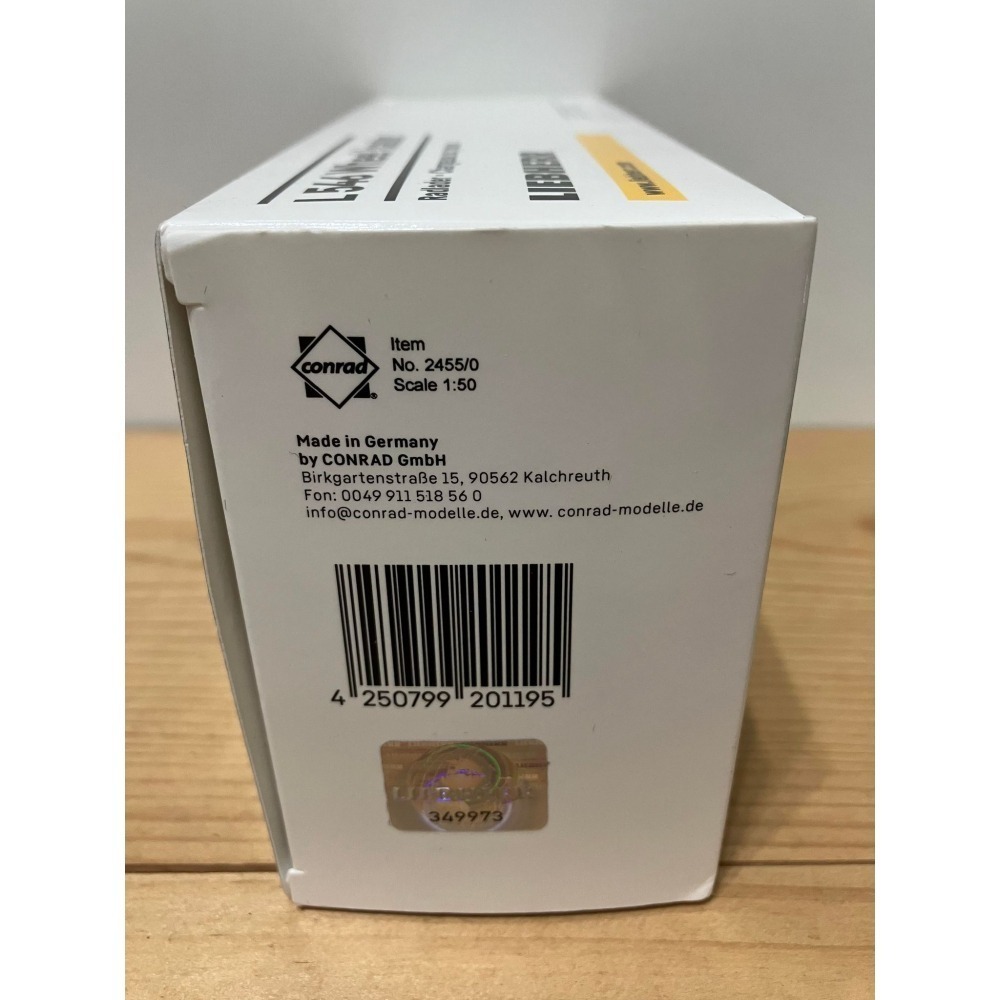 LIEBHERR
conrad
Item
No. 2455/0
Scale 1:50
Made in Germany
by CONRAD GmbH
Birkgartenstraße 15, 90562 Kalchreuth
Fon: 0049 911 518 56 0
info@conrad-modelle.de, www. conrad-modelle.de
4 250799 201195
349973